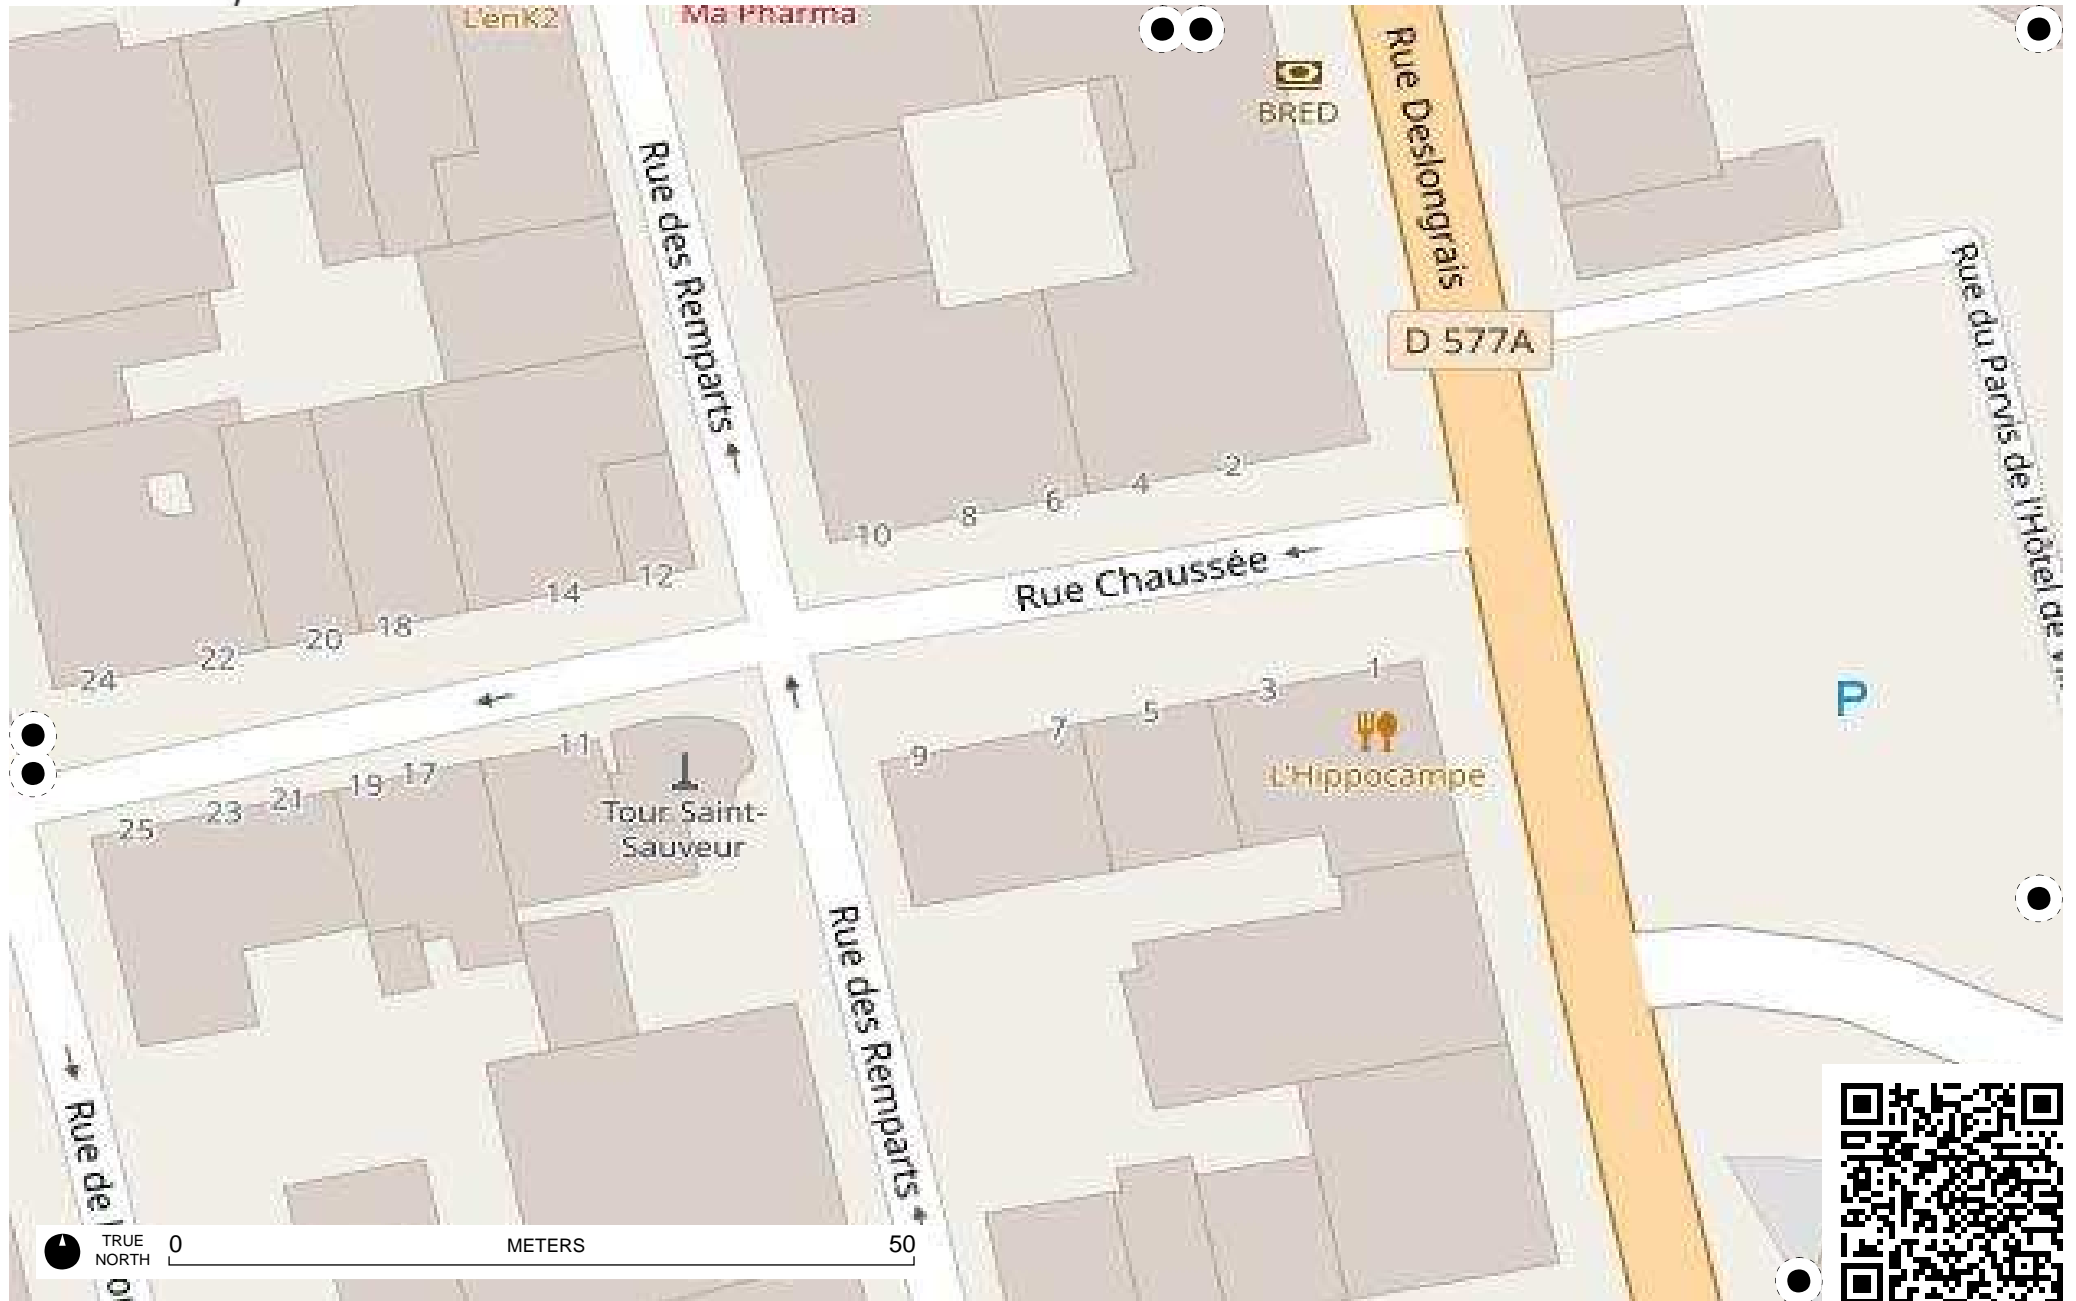 L'enK2
Ma Pharma
BRED
Rue Deslongrais
Rue des Remparts
D 577A
Rue du Parvis de l'Hôtel de
2
4
6
8
10
Rue Chaussée
12
14
18
20
22
24
1
3
5
7
9
11
17
19
21
23
25
P
L'Hippocampe
Tour Saint-
Sauveur
Rue des Remparts
Rue de
TRUE
NORTH
0
METERS
50